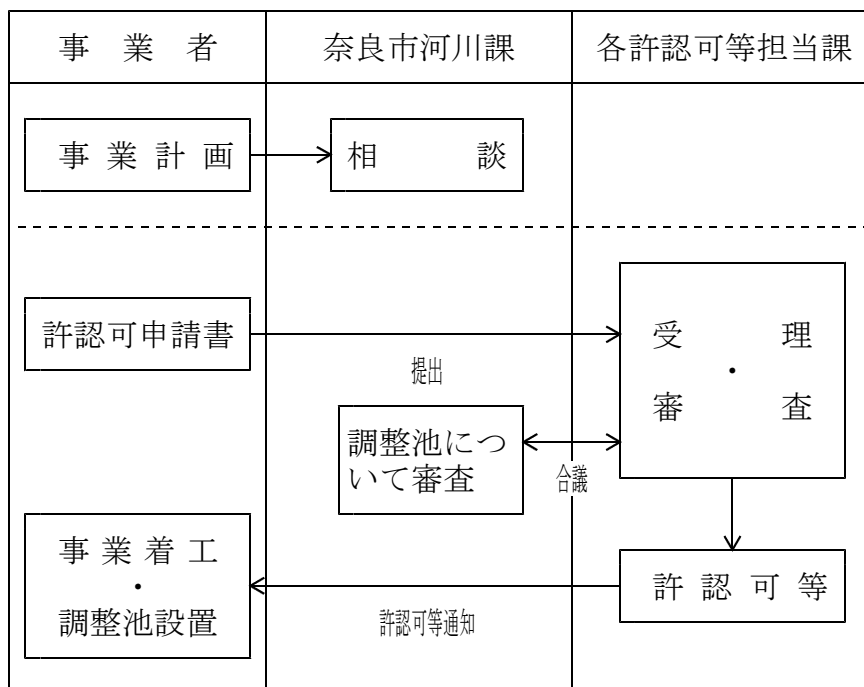 事業者
奈良市河川課
各許認可等担当課
事業計画
相談
許認可申請書
提出
受理
・
審査
調整池につ
いて審査
合議
事業着工
・
調整池設置
許認可等通知
許認可等